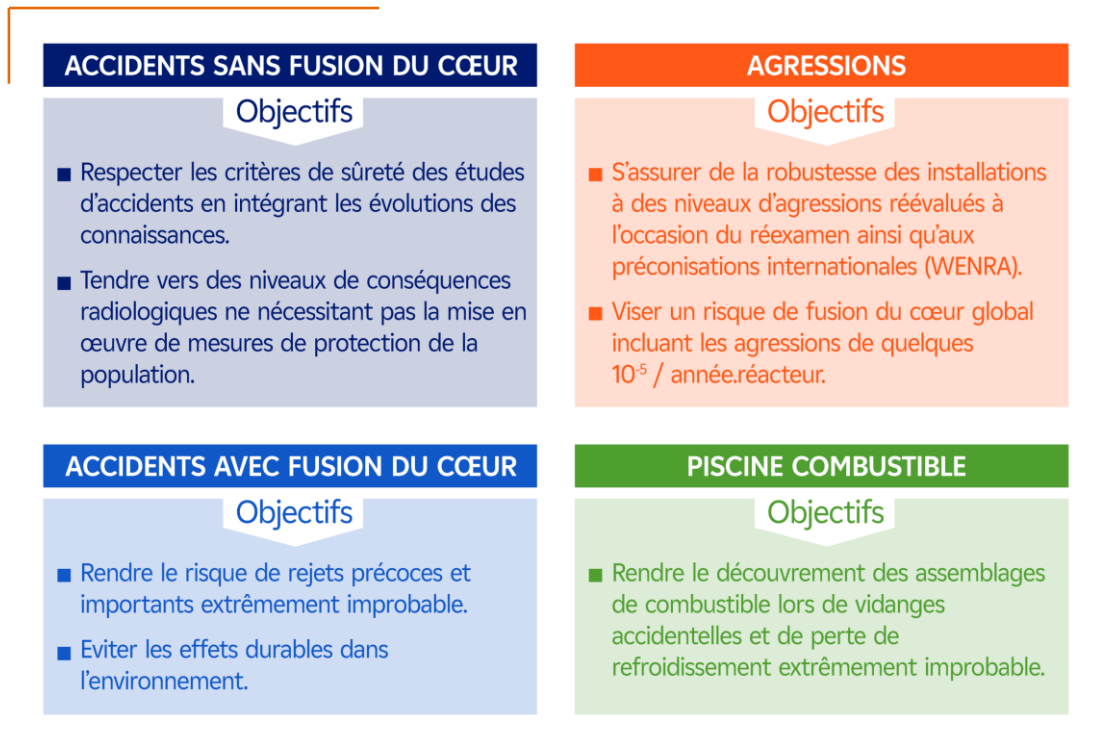 ACCIDENTS SANS FUSION DU CŒUR
Objectifs
■ Respecter les critères de sûreté des études
d’accidents en intégrant les évolutions des
connaissances.
■ Tendre vers des niveaux de conséquences
radiologiques ne nécessitant pas la mise en
œuvre de mesures de protection de la
population.
AGRESSIONS
Objectifs
■ S’assurer de la robustesse des installations
à des niveaux d’agressions réévalués à
l’occasion du réexamen ainsi qu’aux
préconisations internationales (WENRA).
■ Viser un risque de fusion du cœur global
incluant les agressions de quelques
10⁻⁵ / année.réacteur.
ACCIDENTS AVEC FUSION DU CŒUR
Objectifs
■ Rendre le risque de rejets précoces et
importants extrêmement improbable.
■ Eviter les effets durables dans
l’environnement.
PISCINE COMBUSTIBLE
Objectifs
■ Rendre le découvrement des assemblages
de combustible lors de vidanges
accidentelles et de perte de
refroidissement extrêmement improbable.